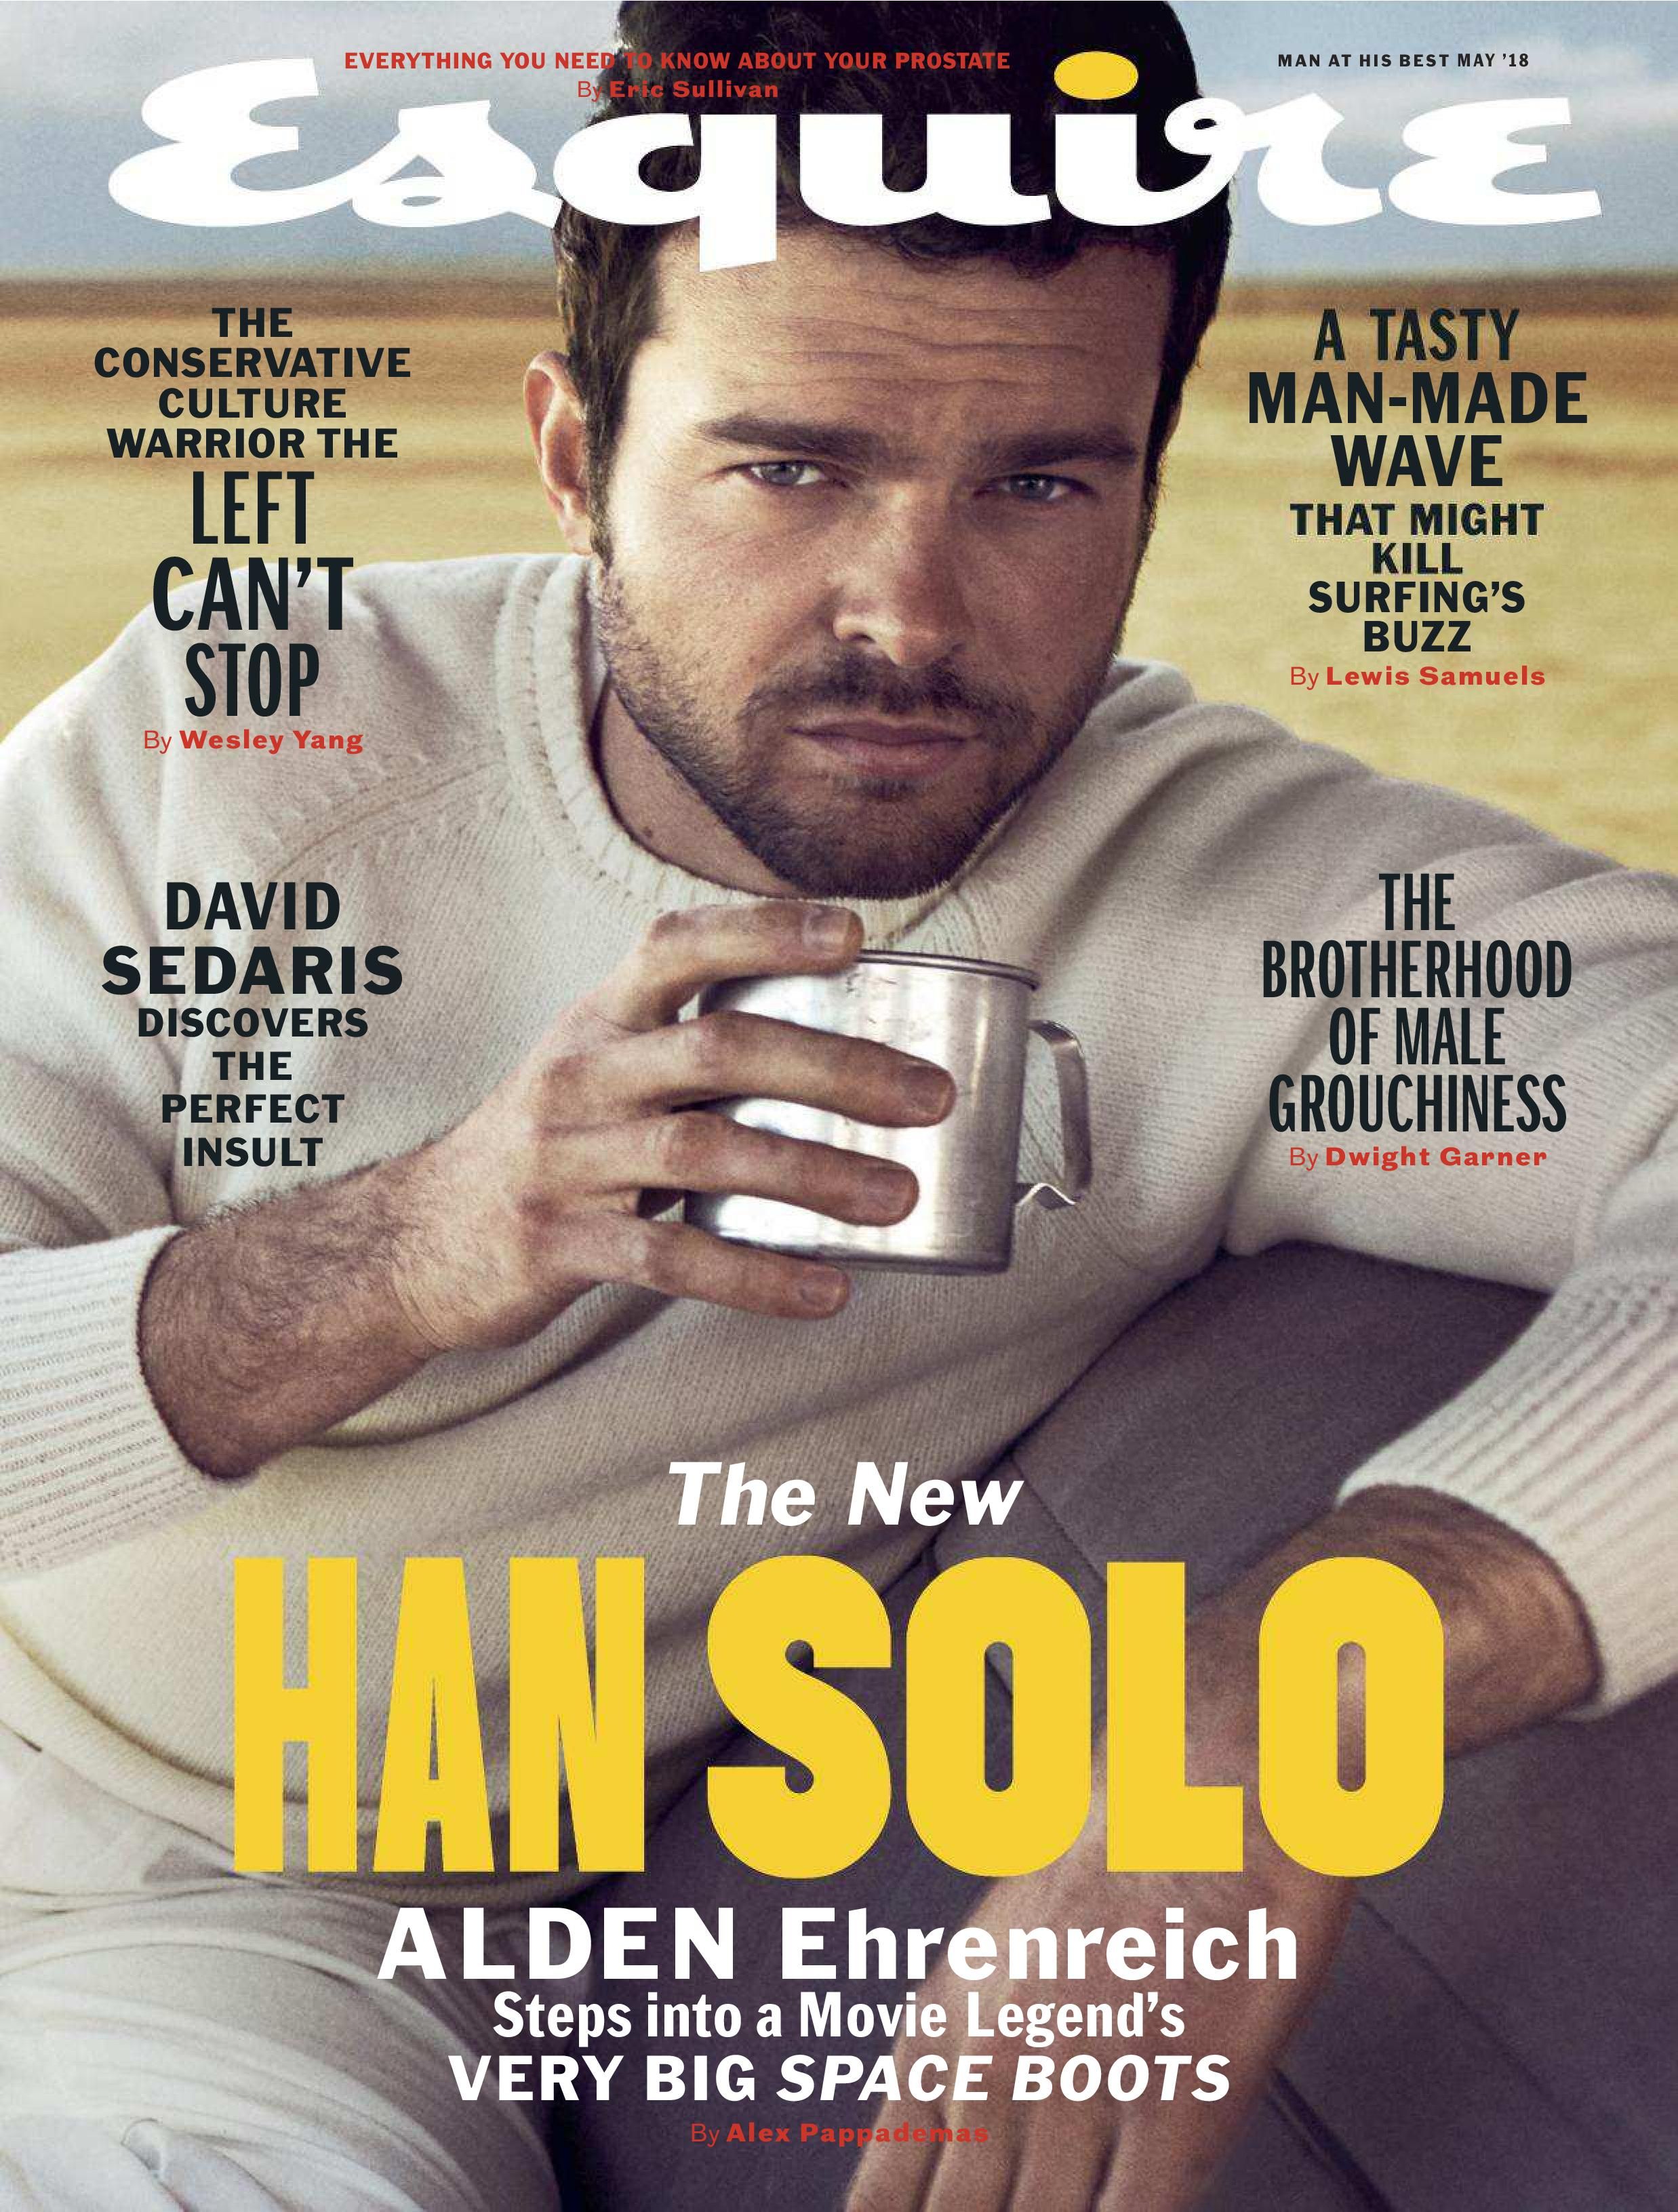 EVERYTHING YOU NEED TO KNOW ABOUT YOUR PROSTATE
By Eric Sullivan
MAN AT HIS BEST MAY '18
Esquire
THE
CONSERVATIVE
CULTURE
WARRIOR THE
LEFT
CAN'T
STOP
By Wesley Yang
A TASTY
MAN-MADE
WAVE
THAT MIGHT
KILL
SURFING'S
BUZZ
By Lewis Samuels
DAVID
SEDARIS
DISCOVERS
THE
PERFECT
INSULT
THE
BROTHERHOOD
OF MALE
GROUCHINESS
By Dwight Garner
The New
HAN SOLO
ALDEN Ehrenreich
Steps into a Movie Legend's
VERY BIG SPACE BOOTS
By Alex Pappademas